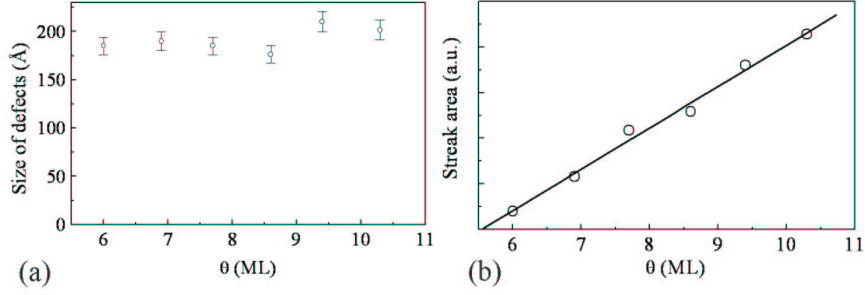 Size of defects (Å)
200
150
100
50
0
6 7 8 9 10 11
θ (ML)
(a)
Streak area (a.u.)
6 7 8 9 10 11
θ (ML)
(b)